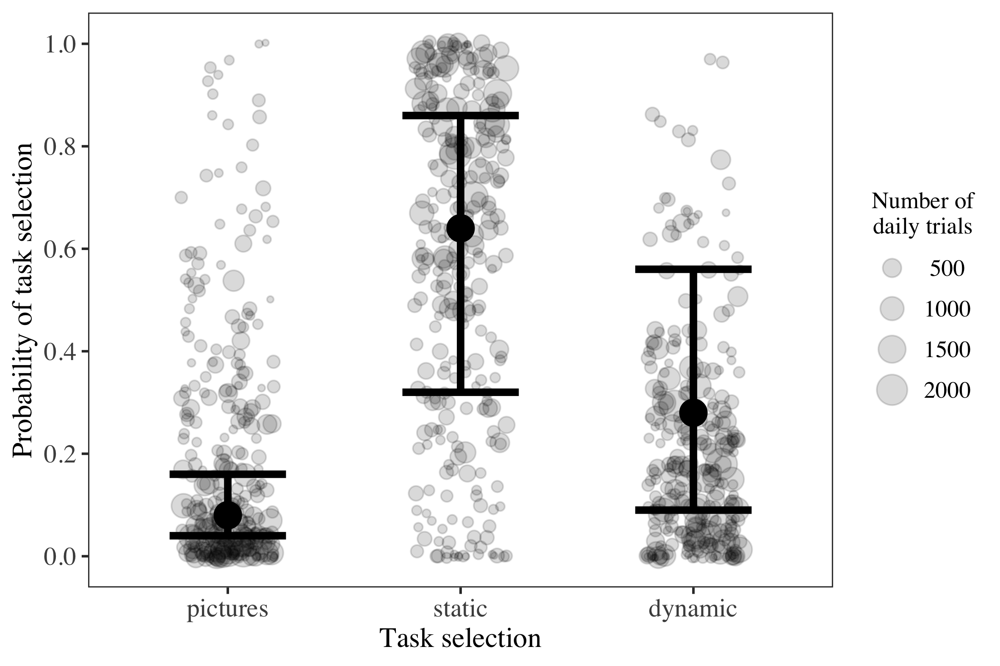 Probability of task selection
1.0
0.8
0.6
0.4
0.2
0.0
pictures
static
dynamic
Task selection
Number of
daily trials
500
1000
1500
2000